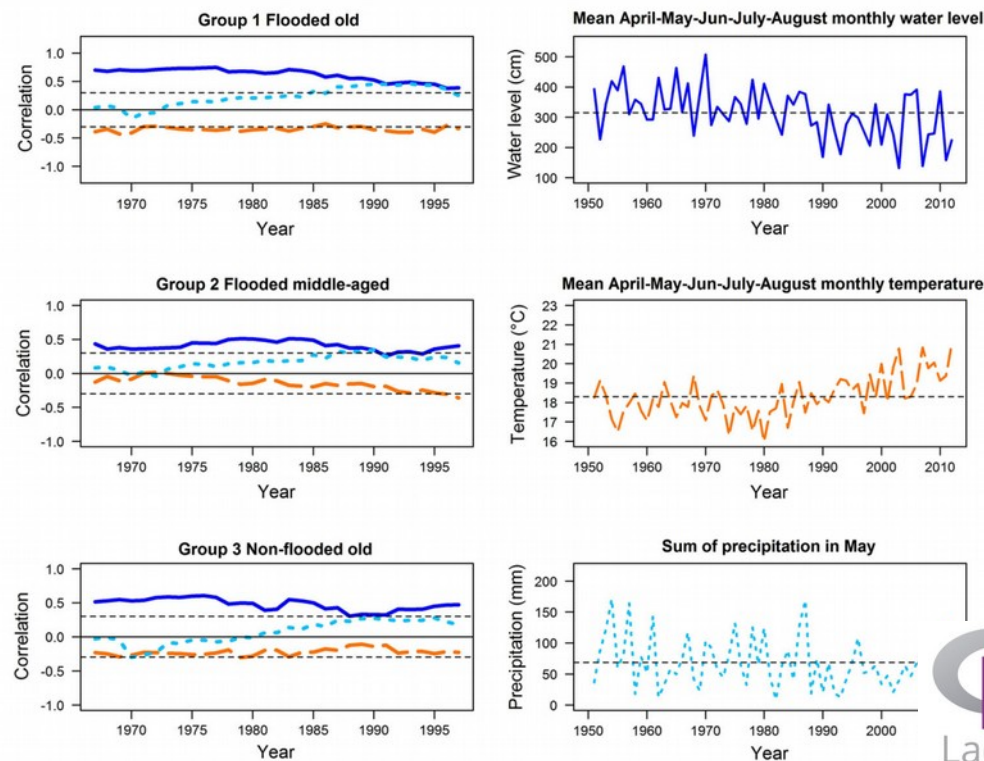 Group 1 Flooded old
Correlation
1.0
0.5
0.0
-0.5
-1.0
1970 1975 1980 1985 1990 1995
Year
Mean April-May-Jun-July-August monthly water level
Water level (cm)
500
400
300
200
100
1950 1960 1970 1980 1990 2000 2010
Year
Group 2 Flooded middle-aged
Correlation
1.0
0.5
0.0
-0.5
-1.0
1970 1975 1980 1985 1990 1995
Year
Mean April-May-Jun-July-August monthly temperature
Temperature (°C)
23
22
21
20
19
18
17
16
1950 1960 1970 1980 1990 2000 2010
Year
Group 3 Non-flooded old
Correlation
1.0
0.5
0.0
-0.5
-1.0
1970 1975 1980 1985 1990 1995
Year
Sum of precipitation in May
Precipitation (mm)
200
150
100
50
0
1950 1960 1970 1980 1990 2000
Year